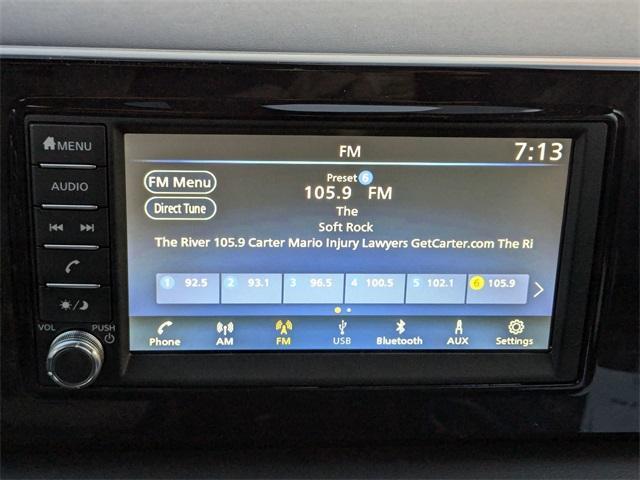 FM
7:13
MENU
AUDIO
VOL
PUSH
FM Menu
Direct Tune
Preset 6
105.9 FM
The
Soft Rock
The River 105.9 Carter Mario Injury Lawyers GetCarter.com The Ri
1 92.5
2 93.1
3 96.5
4 100.5
5 102.1
6 105.9
Phone
AM
FM
USB
Bluetooth
AUX
Settings